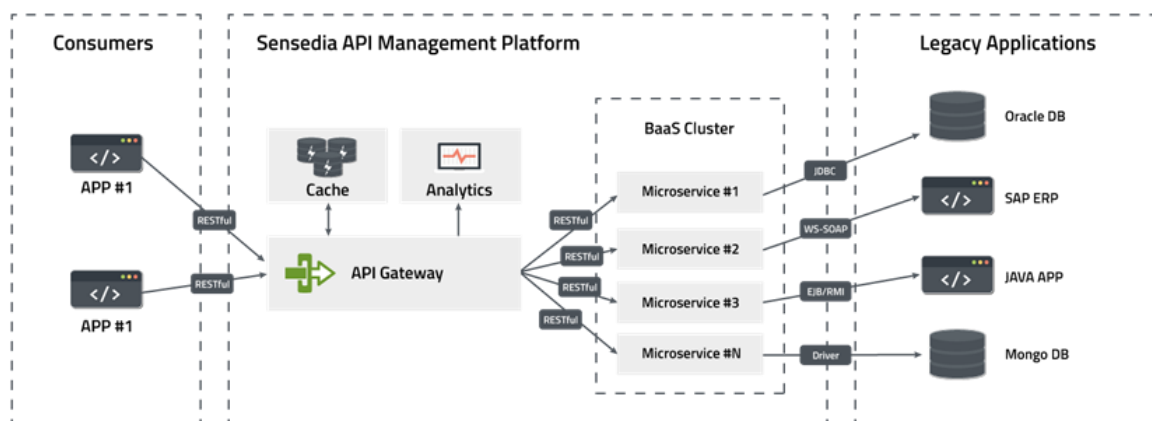 Consumers
Sensedia API Management Platform
Legacy Applications
</>
APP #1
</>
APP #1
RESTful
RESTful
Cache
Analytics
API Gateway
RESTful
RESTful
RESTful
RESTful
BaaS Cluster
Microservice #1
Microservice #2
Microservice #3
Microservice #N
JDBC
WS-SOAP
EJB/RMI
Driver
Oracle DB
</>
SAP ERP
</>
JAVA APP
Mongo DB